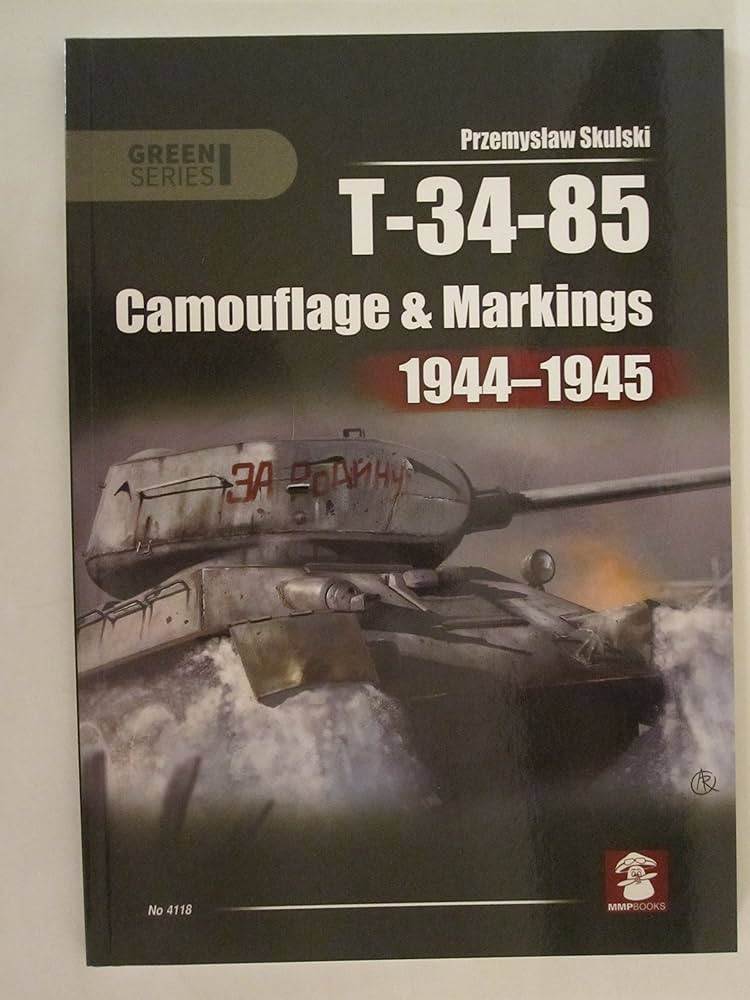 Przemysław Skulski
GREEN
SERIES
T-34-85
Camouflage & Markings
1944–1945
ЗА РОДИНУ
No 4118
MMPBOOKS